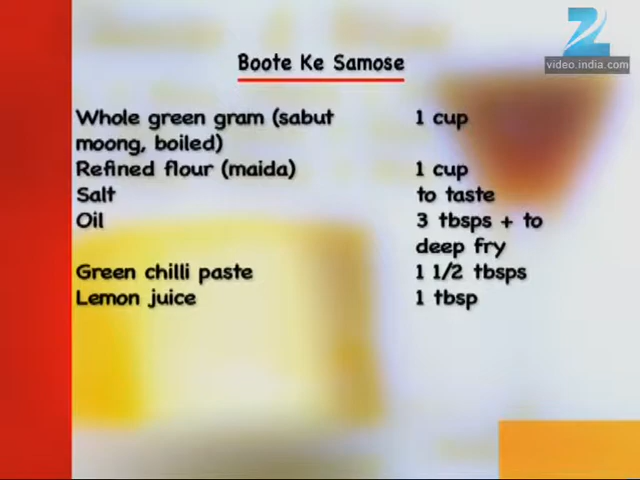 Z
video.india.com
Boote Ke Samose
Whole green gram (sabut 1 cup
moong, boiled)
Refined flour (maida) 1 cup
Salt to taste
Oil 3 tbsps + to
deep fry
Green chilli paste 1 1/2 tbsps
Lemon juice 1 tbsp